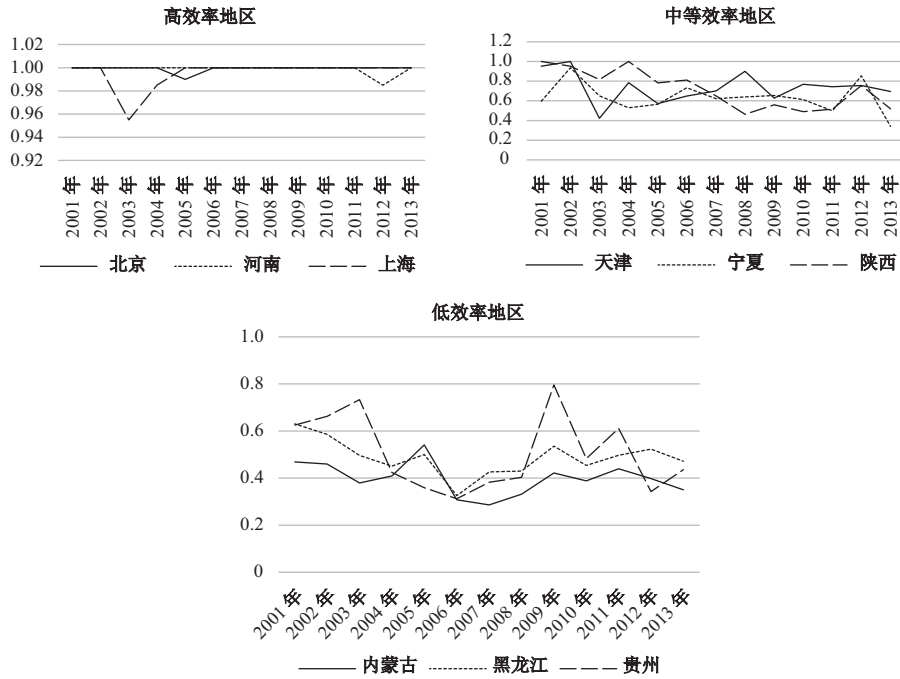 高效率地区
1.02
1.00
0.98
0.96
0.94
0.92
2001年
2002年
2003年
2004年
2005年
2006年
2007年
2008年
2009年
2010年
2011年
2012年
2013年
北京 河南 上海
中等效率地区
1.2
1.0
0.8
0.6
0.4
0.2
0
2001年
2002年
2003年
2004年
2005年
2006年
2007年
2008年
2009年
2010年
2011年
2012年
2013年
天津 宁夏 陕西
低效率地区
1.0
0.8
0.6
0.4
0.2
0
2001年
2002年
2003年
2004年
2005年
2006年
2007年
2008年
2009年
2010年
2011年
2012年
2013年
内蒙古 黑龙江 贵州